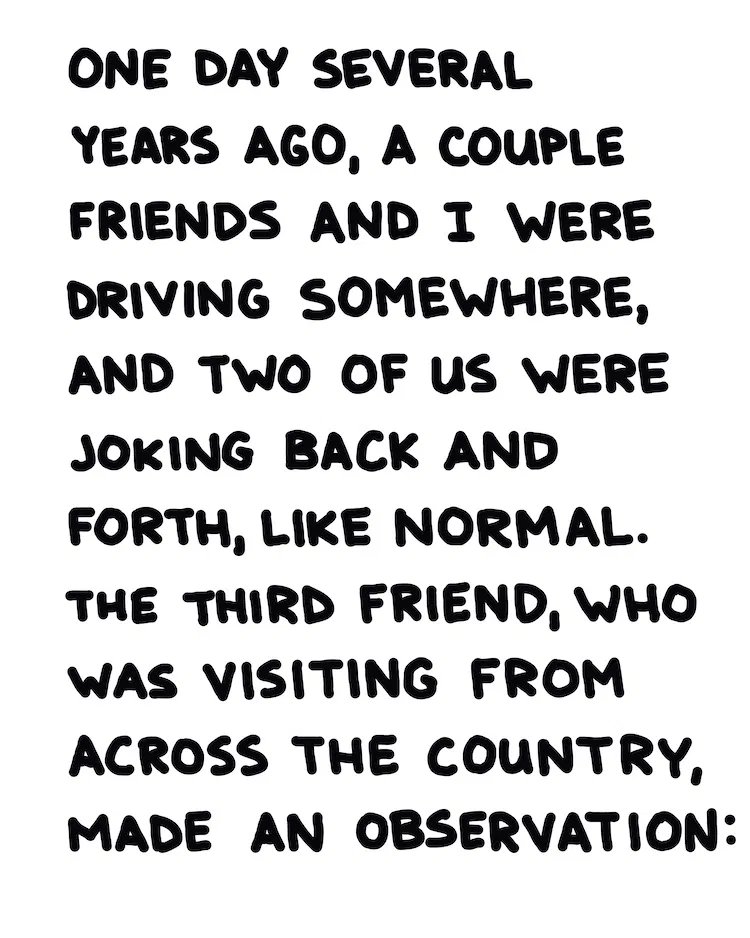 ONE DAY SEVERAL
YEARS AGO, A COUPLE
FRIENDS AND I WERE
DRIVING SOMEWHERE,
AND TWO OF US WERE
JOKING BACK AND
FORTH, LIKE NORMAL.
THE THIRD FRIEND, WHO
WAS VISITING FROM
ACROSS THE COUNTRY,
MADE AN OBSERVATION: